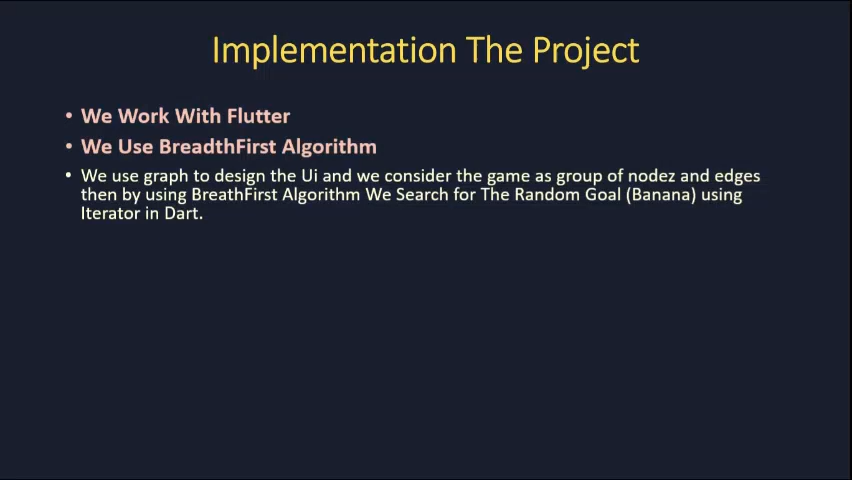 Implementation The Project
• We Work With Flutter
• We Use BreadthFirst Algorithm
• We use graph to design the Ui and we consider the game as group of nodez and edges
then by using BreathFirst Algorithm We Search for The Random Goal (Banana) using
Iterator in Dart.